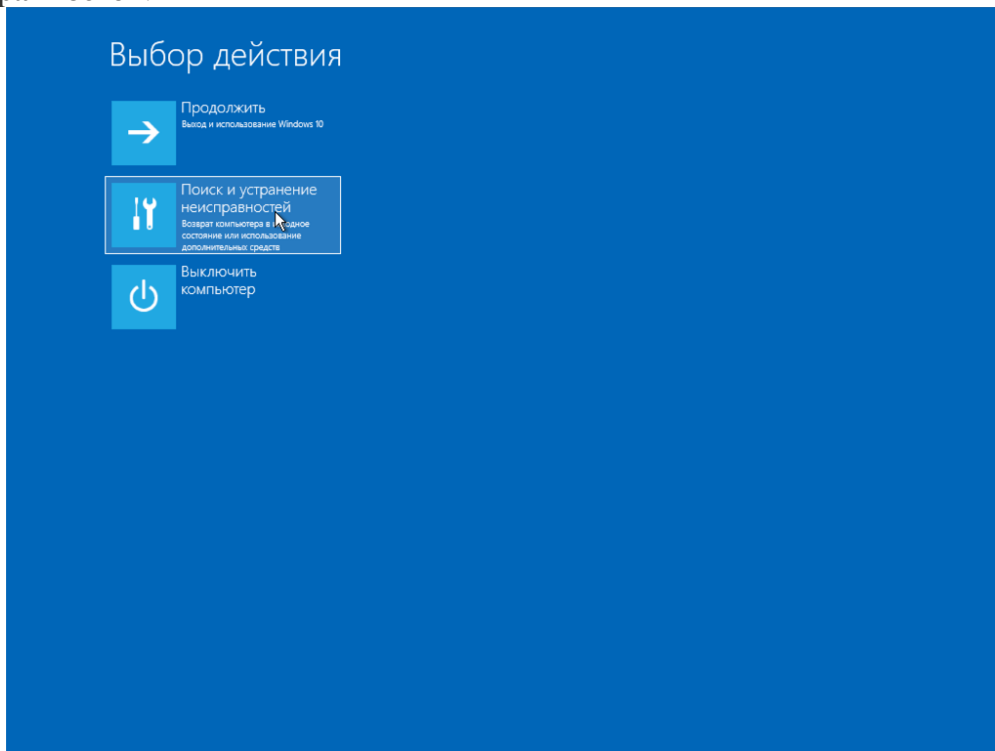 Выбор действия
Продолжить
Выход и использование Windows 10
Поиск и устранение
неисправностей
Возврат компьютера в исходное
состояние или использование
дополнительных средств
Выключить
компьютер